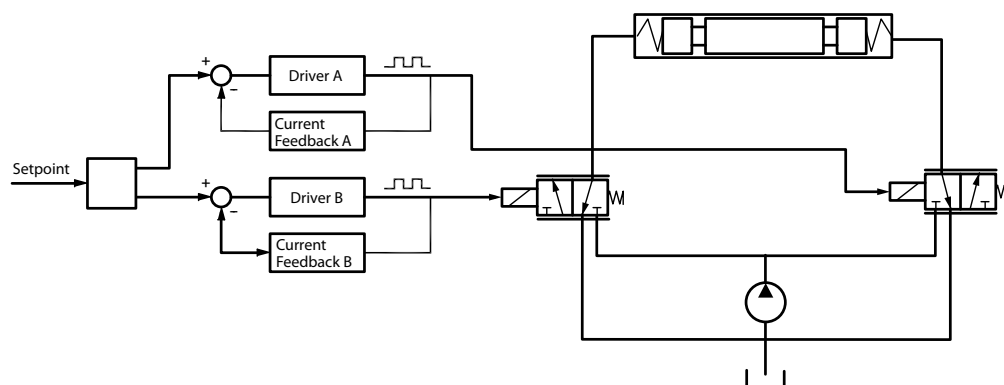 +
Driver A
−
Current
Feedback A
Setpoint
+
Driver B
−
Current
Feedback B